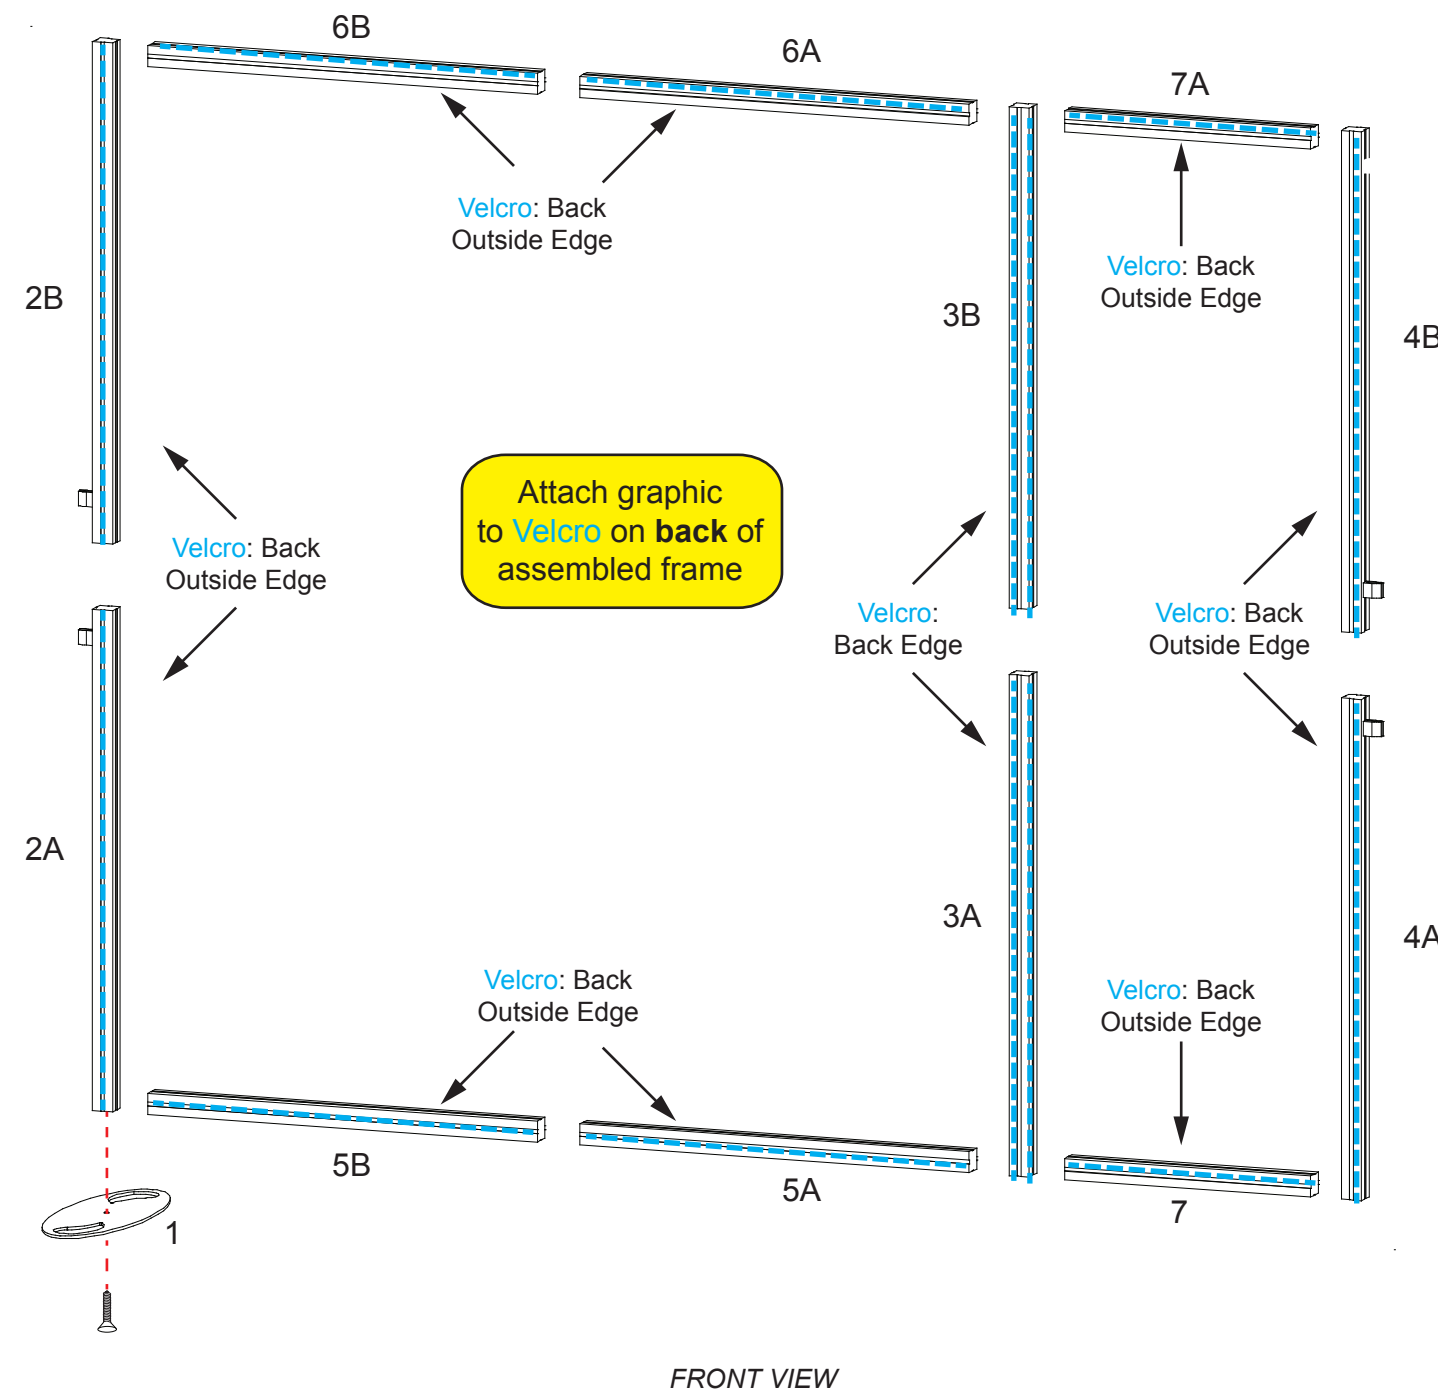 6B
6A
7A
Velcro: Back
Outside Edge
Velcro: Back
Outside Edge
2B
3B
4B
Attach graphic
to Velcro on back of
assembled frame
Velcro: Back
Outside Edge
Velcro:
Back Edge
Velcro: Back
Outside Edge
2A
3A
4A
Velcro: Back
Outside Edge
Velcro: Back
Outside Edge
5B
5A
7
1
FRONT VIEW